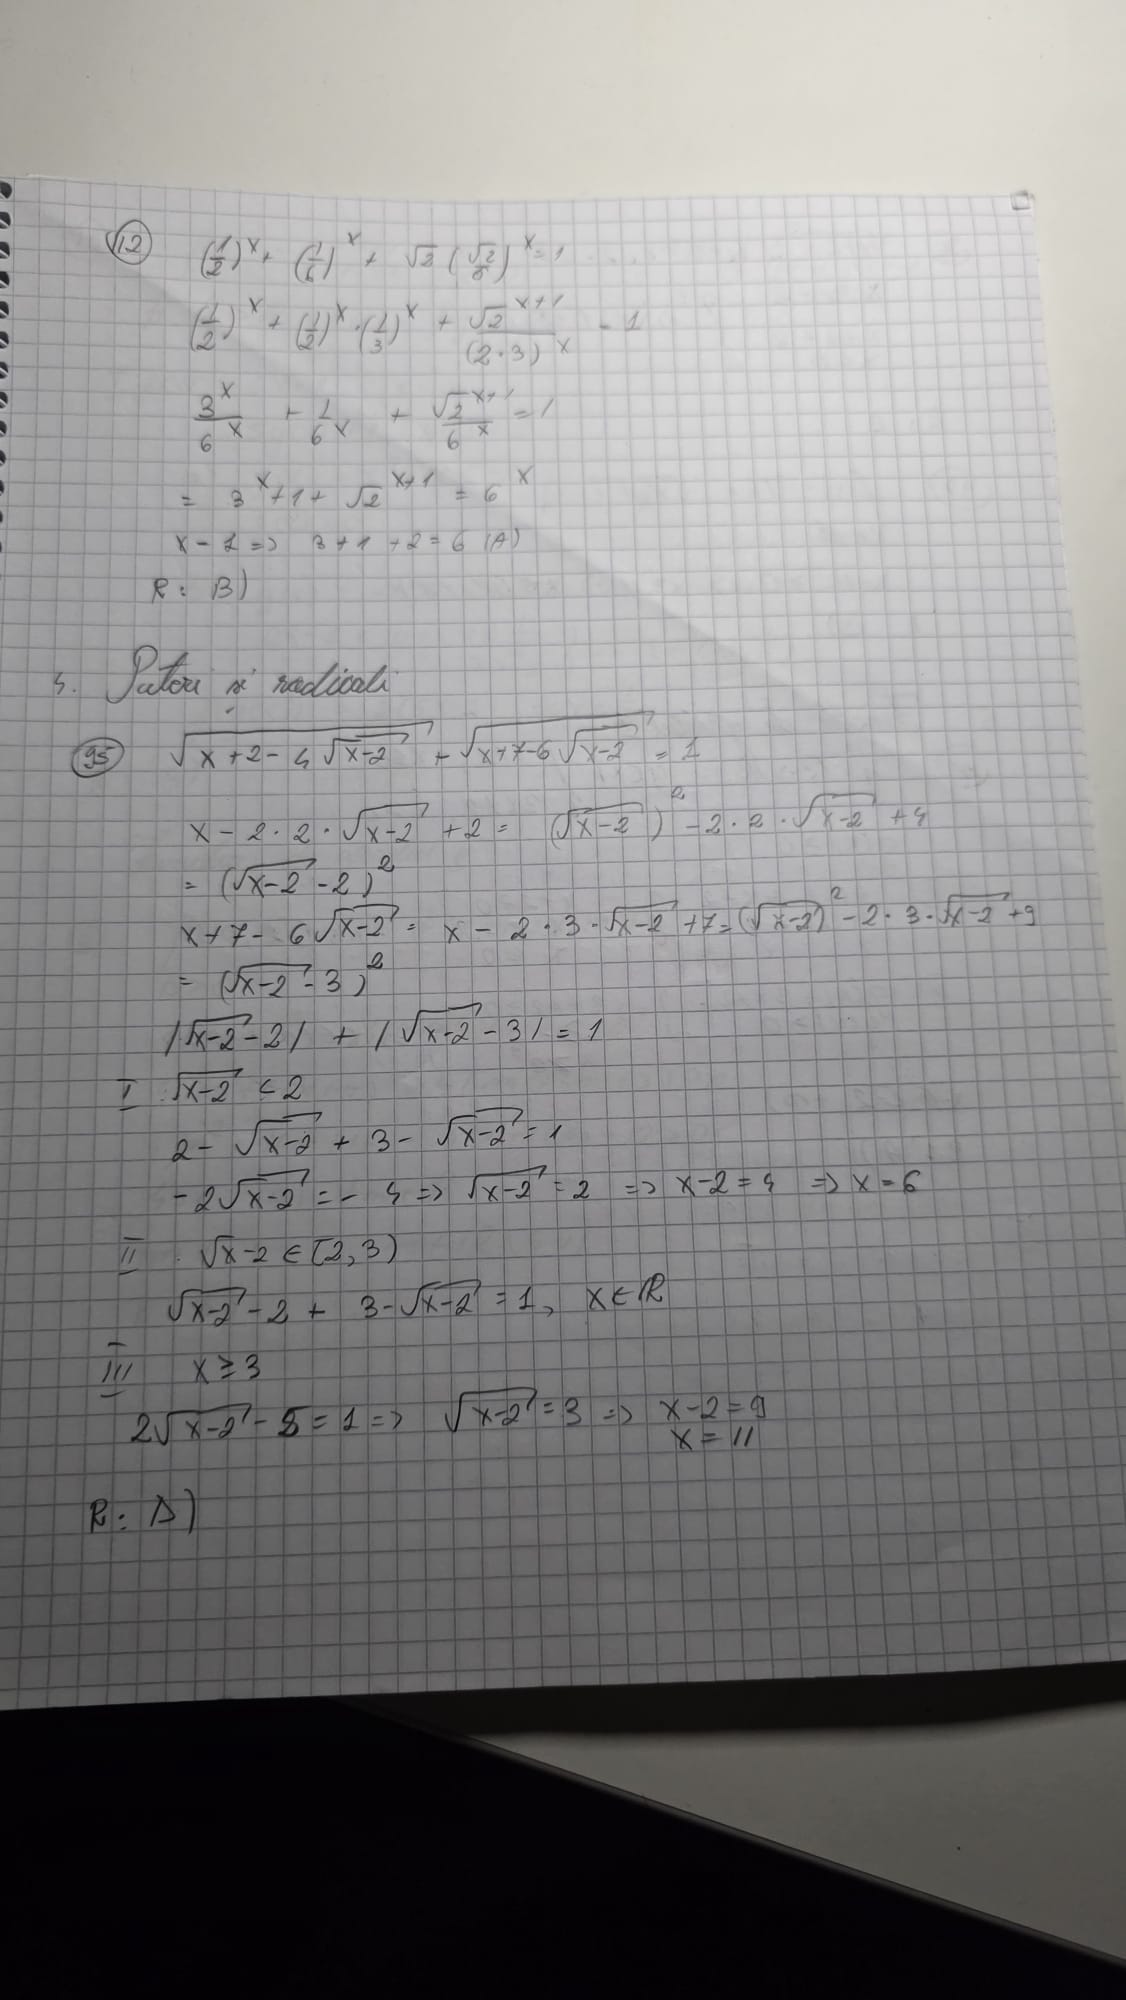 112 (1/2)^x + (1/6)^x + √2 (√2/6)^x = 1
(1/2)^x + (1/2)^x · (1/3)^x + √2^(x+1)/(2·3)^x = 1
3^x/6^x + 1/6^x + √2^(x+1)/6^x = 1
= 3^x + 1 + √2^(x+1) = 6^x
x = 1 => 3 + 1 + 2 = 6 (A)
R: B)
4. Puteri și radicali
95 √(x+2-4√(x-2)) + √(x+7-6√(x-2)) = 1
x - 2·2·√(x-2) + 2 = (√(x-2))^2 - 2·2·√(x-2) + 4
= (√(x-2) - 2)^2
x+7-6√(x-2) = x - 2·3·√(x-2) + 7 = (√(x-2))^2 - 2·3·√(x-2) + 9
= (√(x-2) - 3)^2
|√(x-2) - 2| + |√(x-2) - 3| = 1
I √(x-2) < 2
2 - √(x-2) + 3 - √(x-2) = 1
-2√(x-2) = -4 => √(x-2) = 2 => x-2 = 4 => x = 6
II √x-2 ∈ [2,3)
√(x-2) - 2 + 3 - √(x-2) = 1, x ∈ R
III x ≥ 3
2√(x-2) - 5 = 1 => √(x-2) = 3 => x-2 = 9
x = 11
R: D)